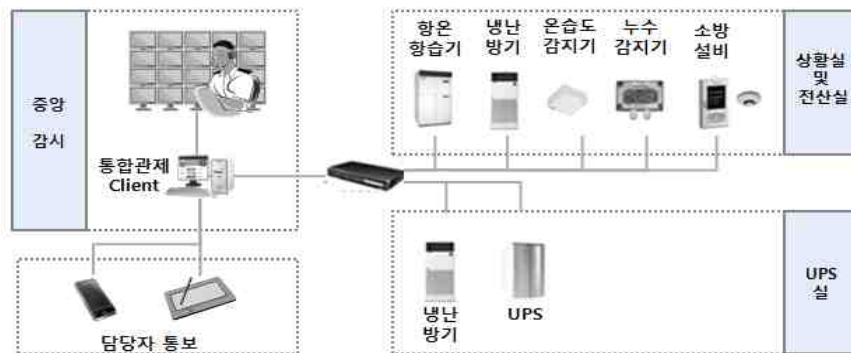 중앙
감시
통합관제
Client
담당자 통보
항온
항습기
냉난
방기
온습도
감지기
누수
감지기
소방
설비
상황실
및
전산실
냉난
방기
UPS
UPS
실